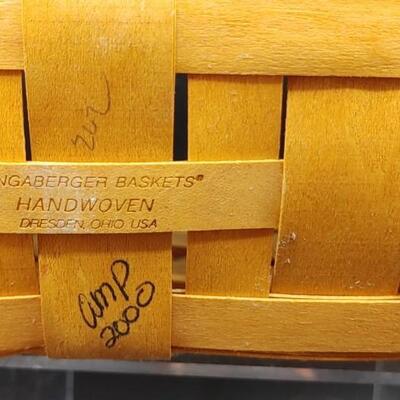 NGABERGER BASKETS®
HANDWOVEN
DRESDEN, OHIO, USA
amp
2000